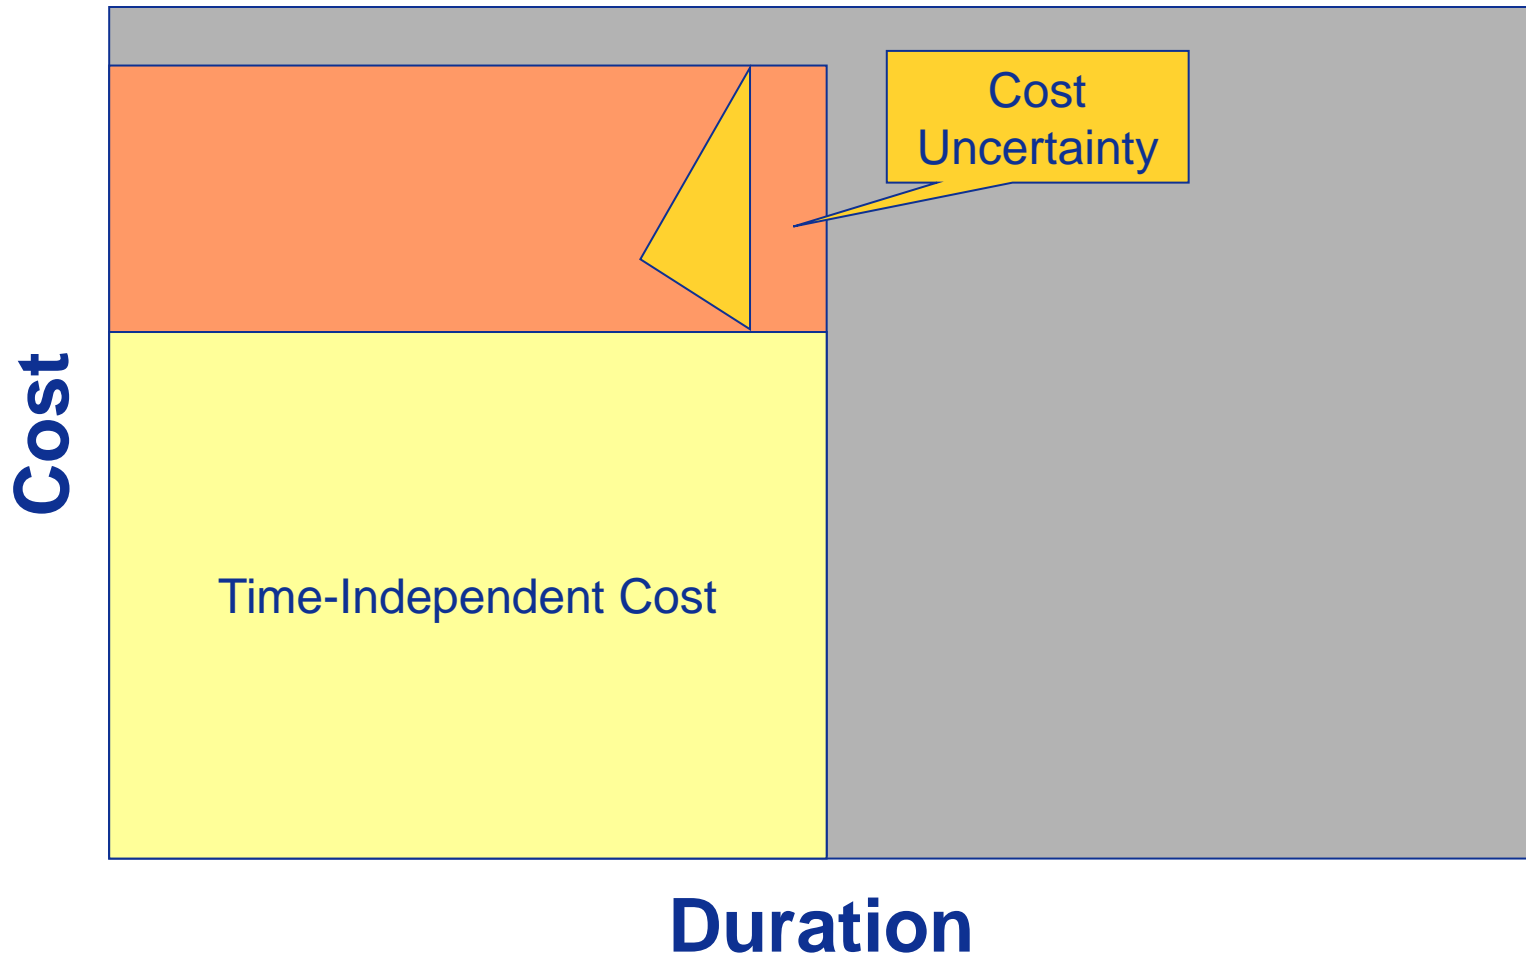 Cost
Uncertainty
Cost
Time-Independent Cost
Duration